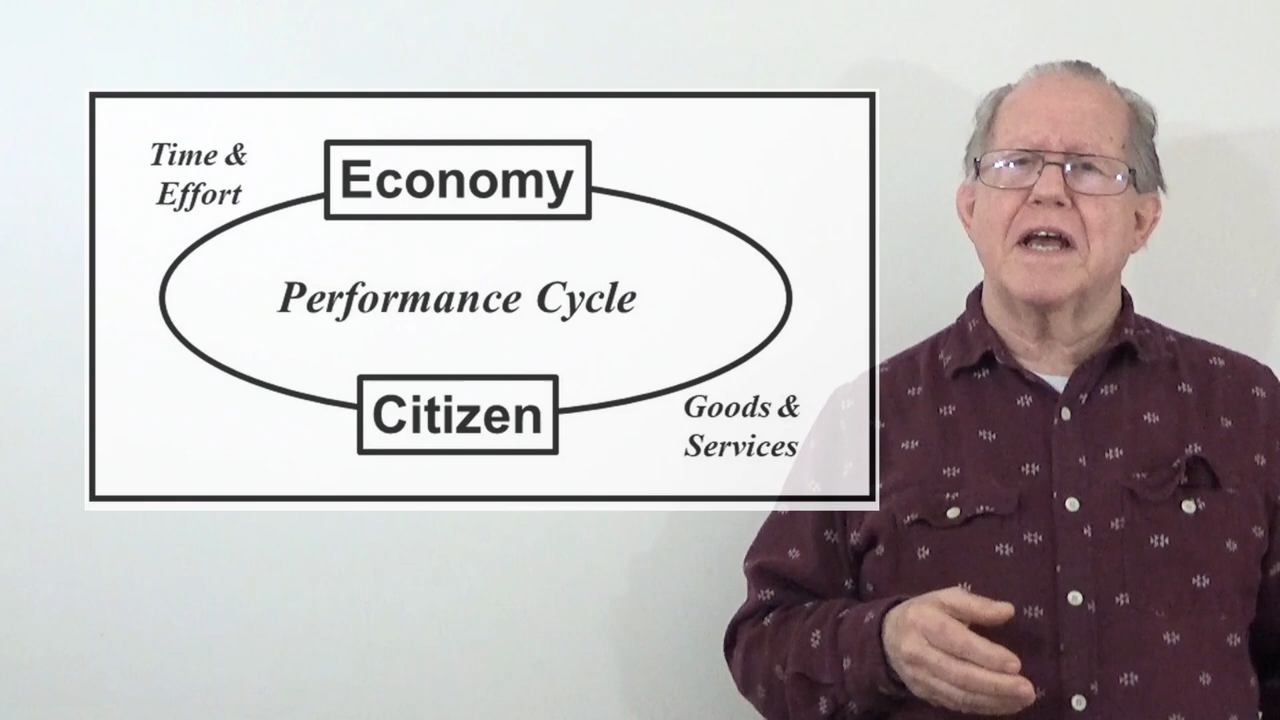 Time &
Effort
Economy
Performance Cycle
Citizen
Goods &
Services